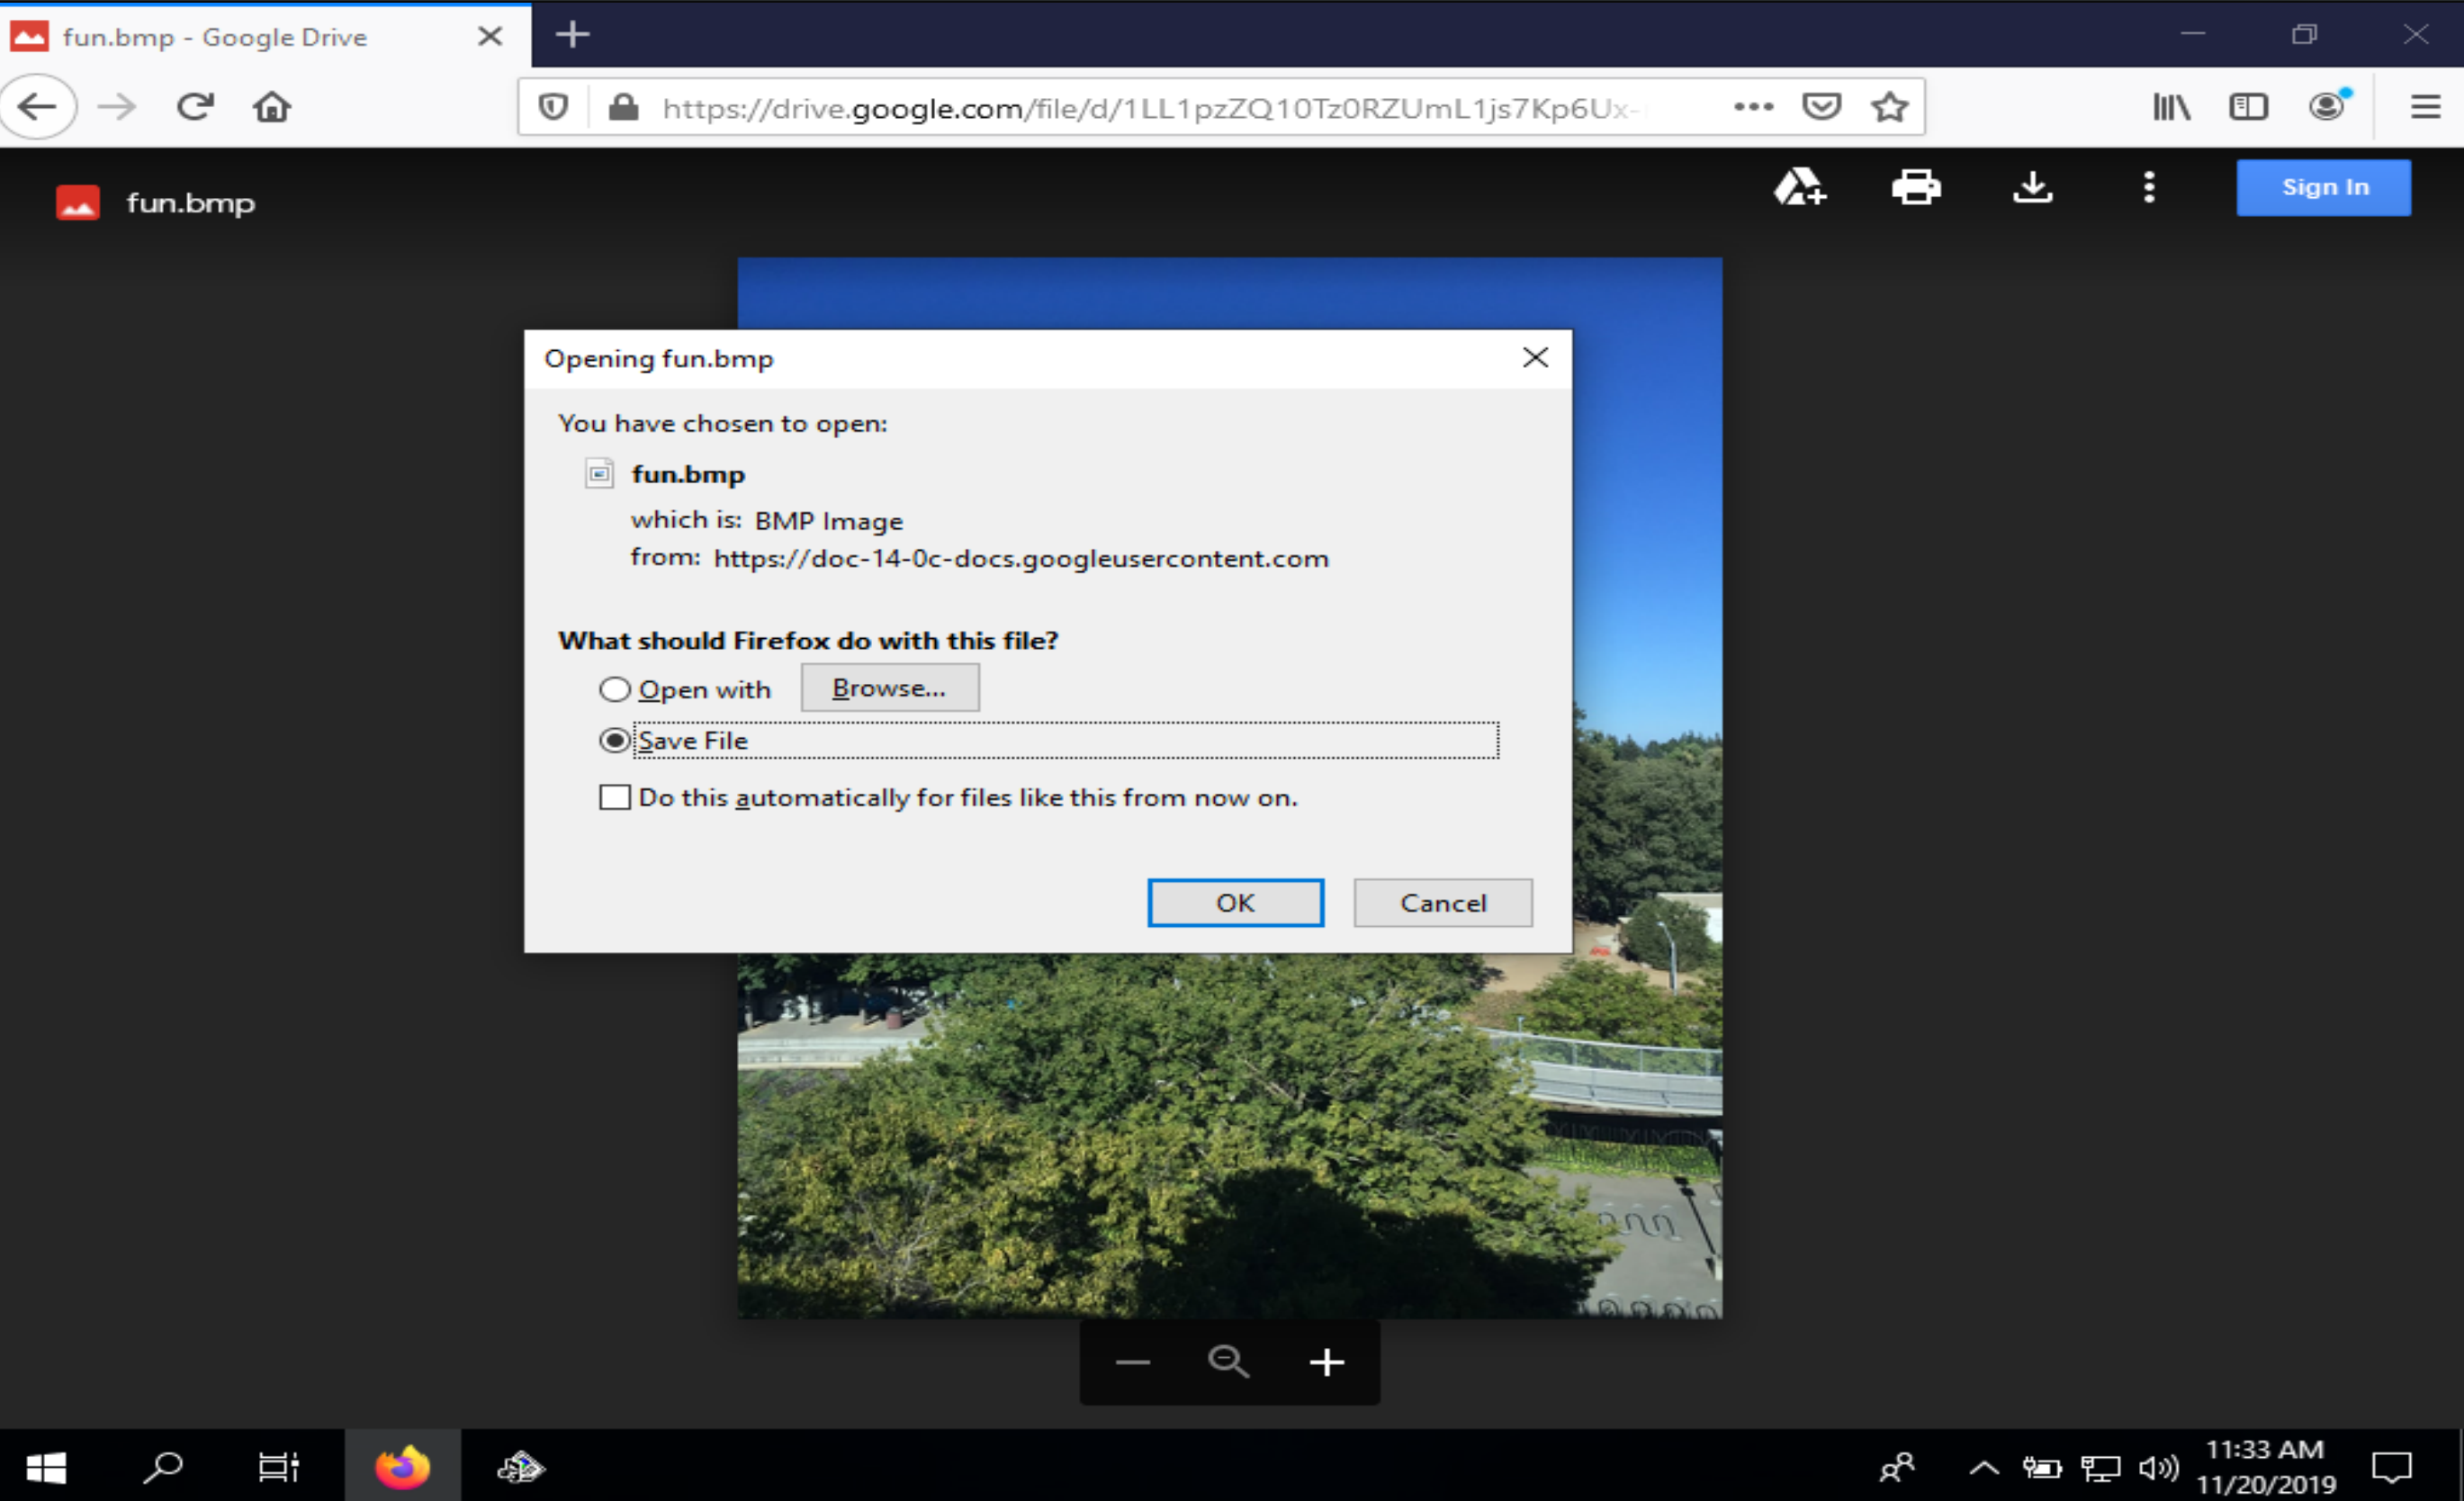 fun.bmp - Google Drive
https://drive.google.com/file/d/1LL1pzZQ10Tz0RZUmL1js7Kp6Ux-
fun.bmp
Sign In
Opening fun.bmp
You have chosen to open:
fun.bmp
which is: BMP Image
from: https://doc-14-0c-docs.googleusercontent.com
What should Firefox do with this file?
Open with Browse...
Save File
Do this automatically for files like this from now on.
OK Cancel
11:33 AM
11/20/2019